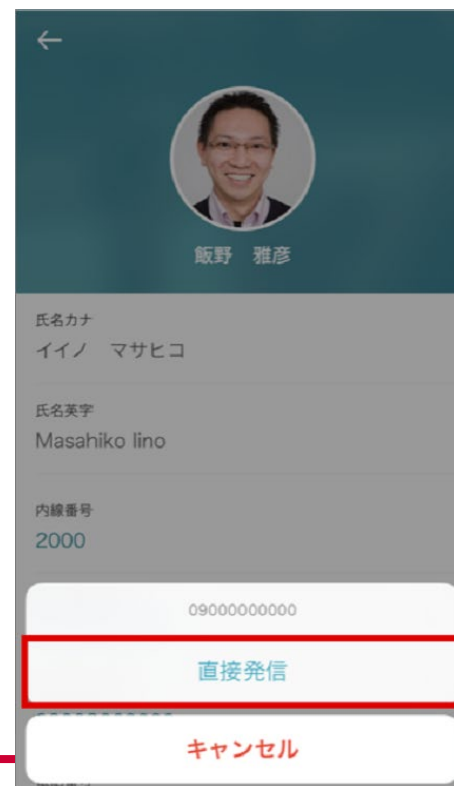 飯野 雅彦
氏名カナ
イイノ マサヒコ
氏名英字
Masahiko Iino
内線番号
2000
09000000000
直接発信
キャンセル